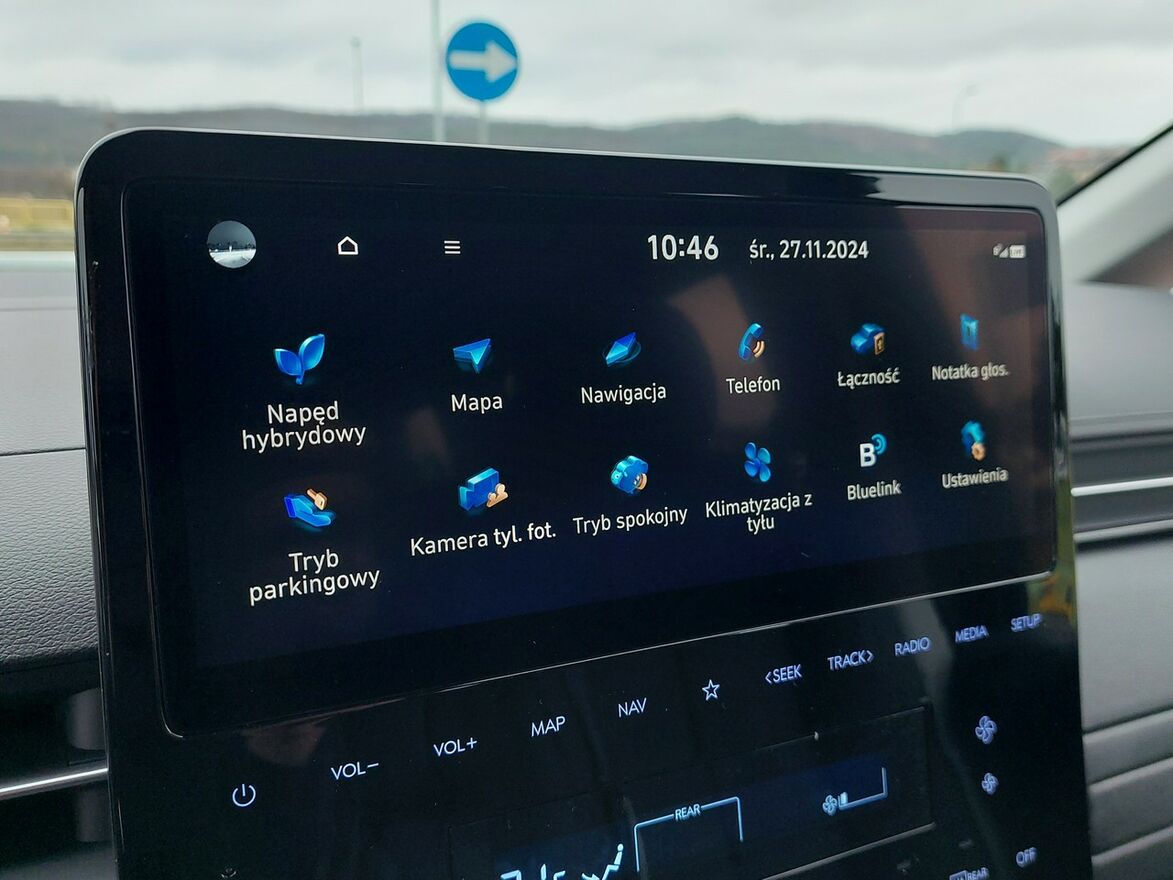 10:46 śr., 27.11.2024
Napęd
hybrydowy
Mapa
Nawigacja
Telefon
Łączność
Notatka głos.
Tryb
parkingowy
Kamera tyl. fot.
Tryb spokojny
Klimatyzacja z
tyłu
Bluelink
Ustawienia
VOL−
VOL+
MAP
NAV
<SEEK
TRACK>
RADIO
MEDIA
SETUP
REAR
REAR
OFF